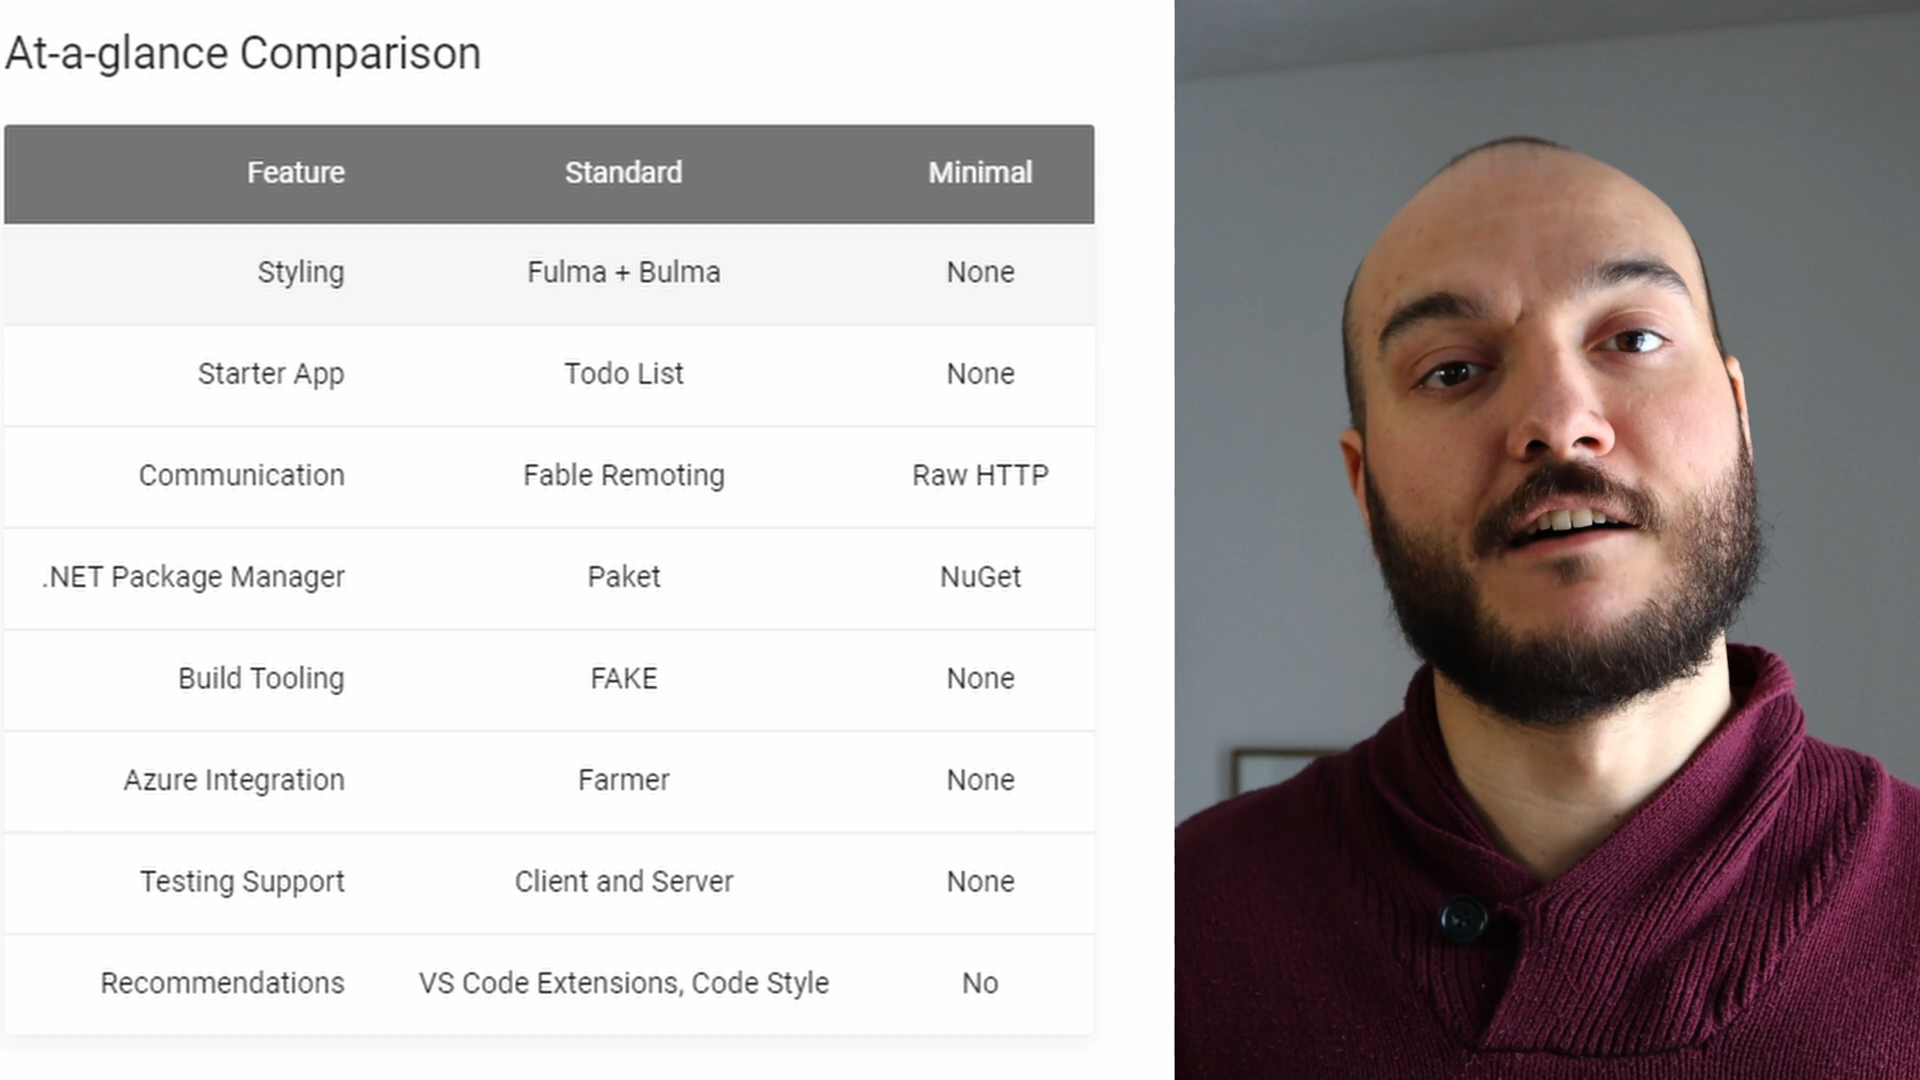 At-a-glance Comparison
Feature Standard Minimal
Styling Fulma + Bulma None
Starter App Todo List None
Communication Fable Remoting Raw HTTP
.NET Package Manager Paket NuGet
Build Tooling FAKE None
Azure Integration Farmer None
Testing Support Client and Server None
Recommendations VS Code Extensions, Code Style No